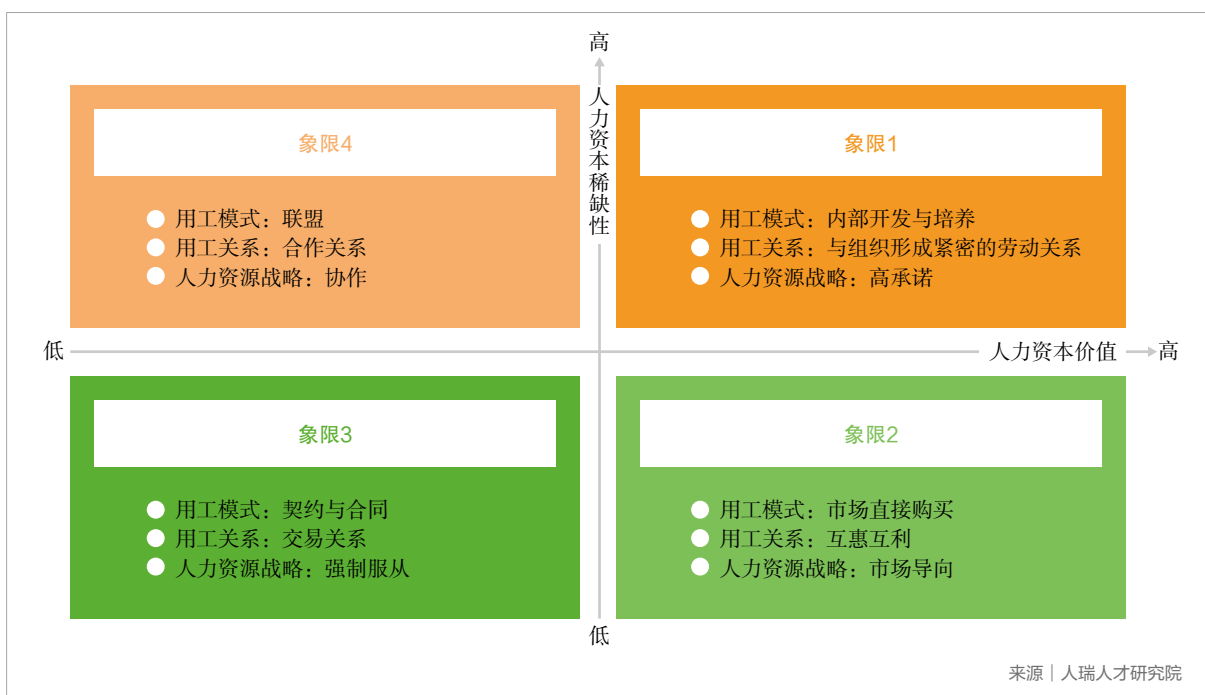 高
人力资本稀缺性
象限4
用工模式：联盟
用工关系：合作关系
人力资源战略：协作
象限1
用工模式：内部开发与培养
用工关系：与组织形成紧密的劳动关系
人力资源战略：高承诺
低
人力资本价值
高
象限3
用工模式：契约与合同
用工关系：交易关系
人力资源战略：强制服从
象限2
用工模式：市场直接购买
用工关系：互惠互利
人力资源战略：市场导向
低
来源｜人瑞人才研究院